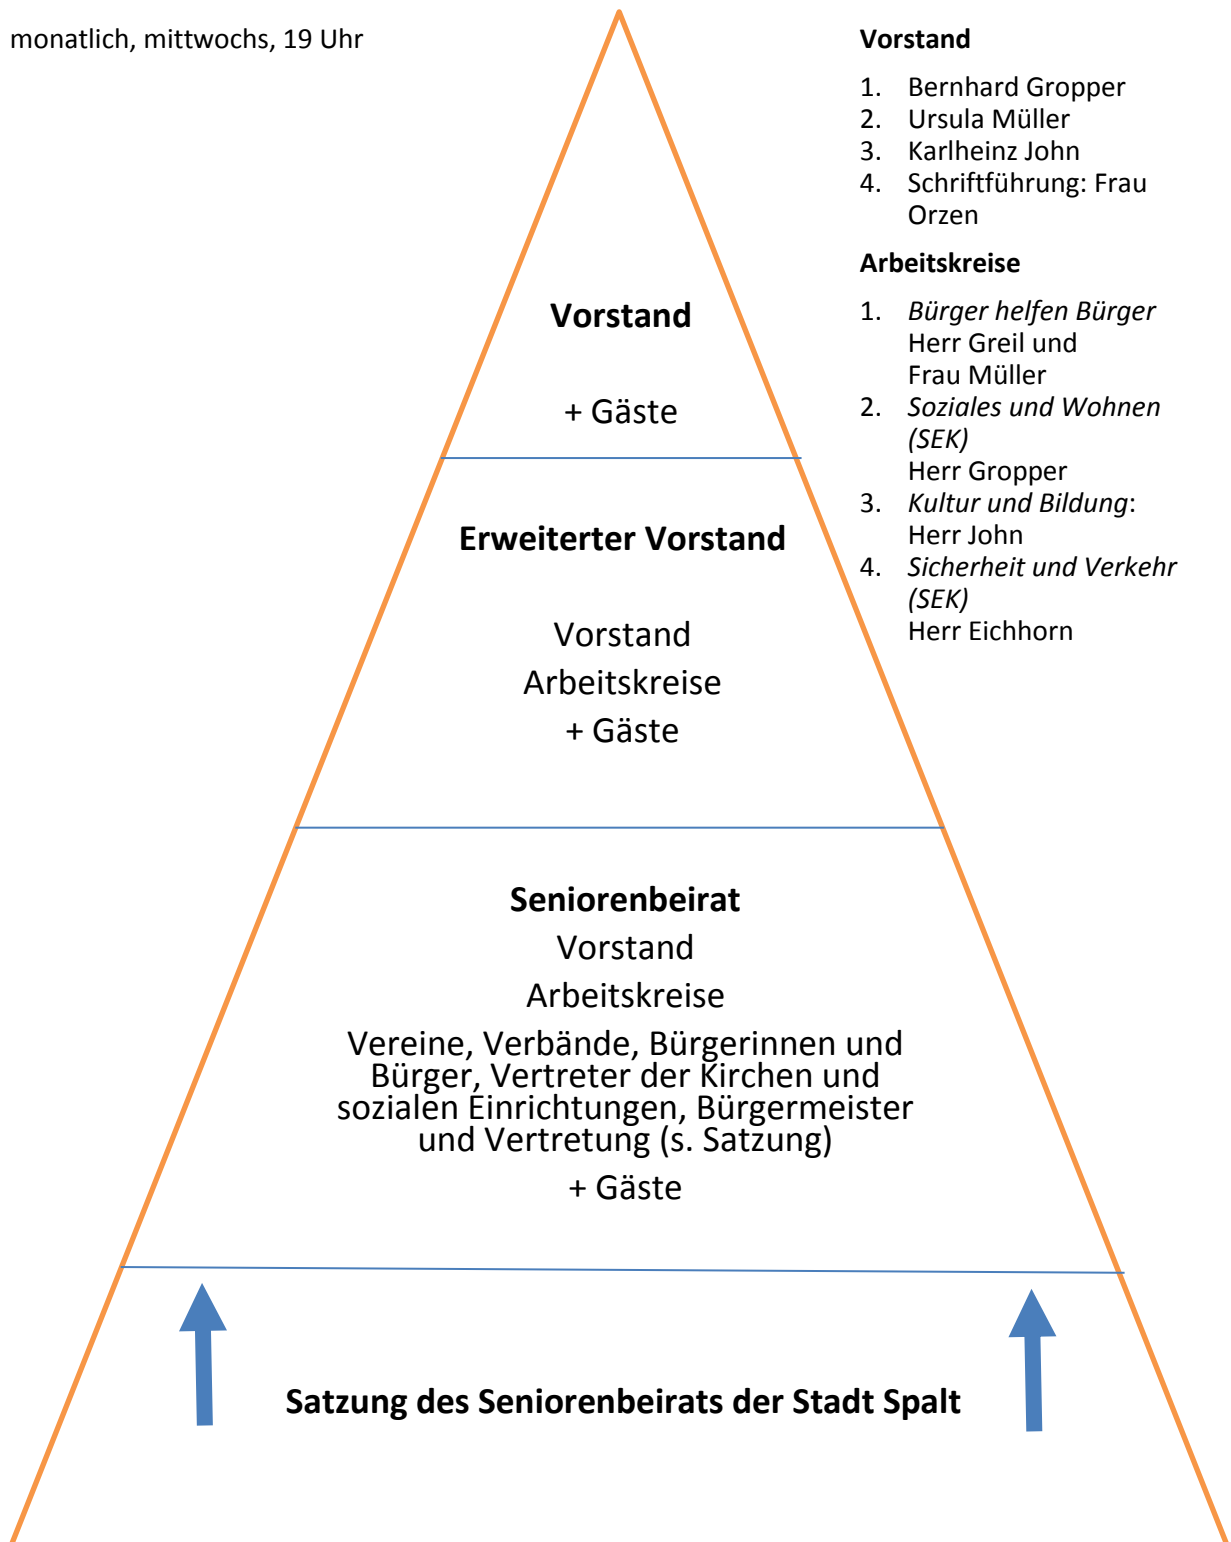 monatlich, mittwochs, 19 Uhr
Vorstand
1. Bernhard Gropper
2. Ursula Müller
3. Karlheinz John
4. Schriftführung: Frau
Orzen
Arbeitskreise
1. Bürger helfen Bürger
Herr Greil und
Frau Müller
2. Soziales und Wohnen
(SEK)
Herr Gropper
3. Kultur und Bildung:
Herr John
4. Sicherheit und Verkehr
(SEK)
Herr Eichhorn
Vorstand
+ Gäste
Erweiterter Vorstand
Vorstand
Arbeitskreise
+ Gäste
Seniorenbeirat
Vorstand
Arbeitskreise
Vereine, Verbände, Bürgerinnen und
Bürger, Vertreter der Kirchen und
sozialen Einrichtungen, Bürgermeister
und Vertretung (s. Satzung)
+ Gäste
Satzung des Seniorenbeirats der Stadt Spalt